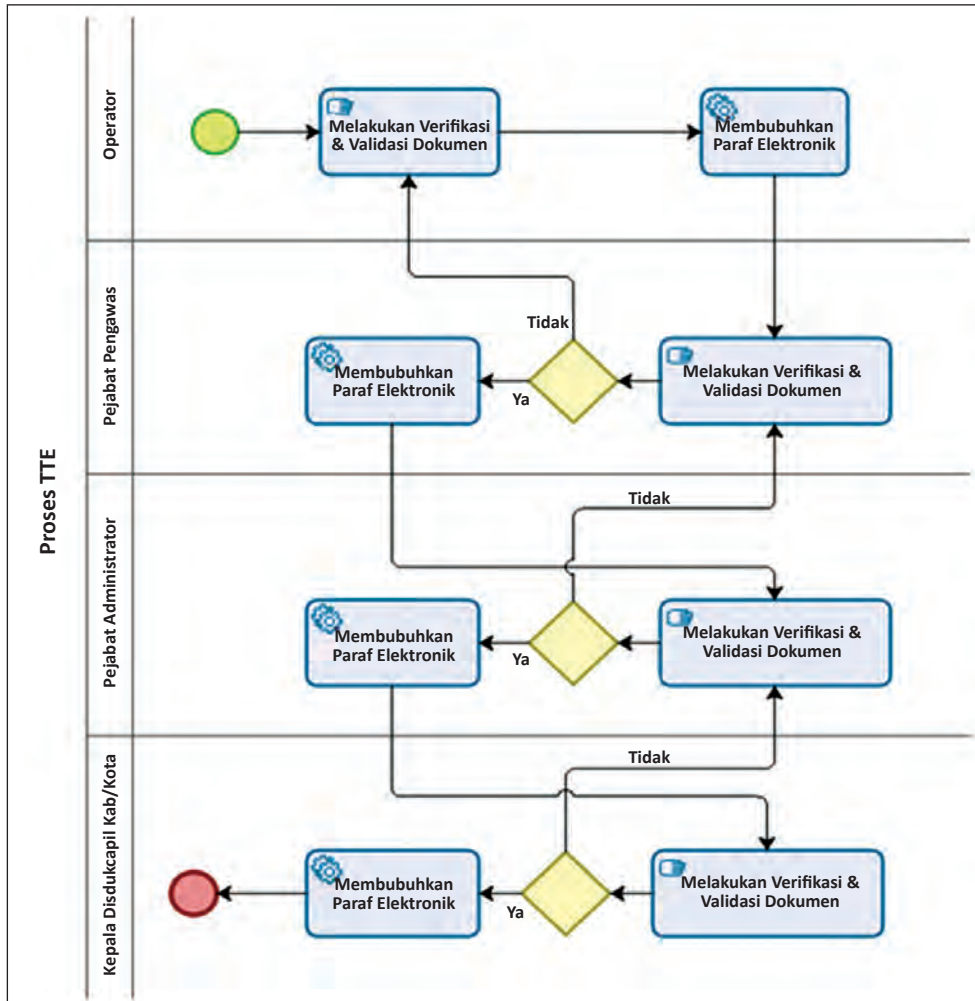 Proses TTE
Operator
Melakukan Verifikasi
& Validasi Dokumen
Membubuhkan
Paraf Elektronik
Pejabat Pengawas
Tidak
Membubuhkan
Paraf Elektronik
Ya
Melakukan Verifikasi &
Validasi Dokumen
Pejabat Administrator
Tidak
Membubuhkan
Paraf Elektronik
Ya
Melakukan Verifikasi &
Validasi Dokumen
Kepala Disdukcapil Kab/Kota
Tidak
Membubuhkan
Paraf Elektronik
Ya
Melakukan Verifikasi &
Validasi Dokumen